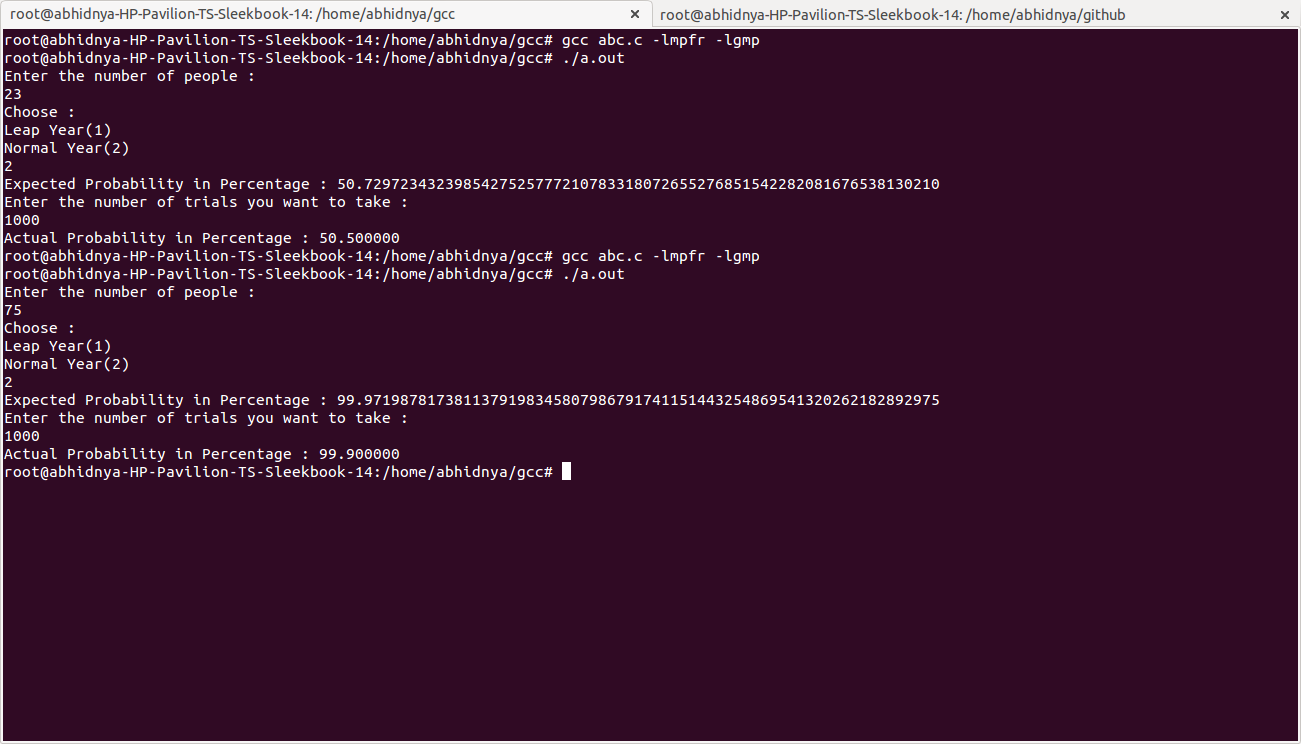 root@abhidnya-HP-Pavilion-TS-Sleekbook-14: /home/abhidnya/gcc × root@abhidnya-HP-Pavilion-TS-Sleekbook-14: /home/abhidnya/github ×
root@abhidnya-HP-Pavilion-TS-Sleekbook-14:/home/abhidnya/gcc# gcc abc.c -lmpfr -lgmp
root@abhidnya-HP-Pavilion-TS-Sleekbook-14:/home/abhidnya/gcc# ./a.out
Enter the number of people :
23
Choose :
Leap Year(1)
Normal Year(2)
2
Expected Probability in Percentage : 50.7297234323985427525777210783318072655276851542282081676538130210
Enter the number of trials you want to take :
1000
Actual Probability in Percentage : 50.500000
root@abhidnya-HP-Pavilion-TS-Sleekbook-14:/home/abhidnya/gcc# gcc abc.c -lmpfr -lgmp
root@abhidnya-HP-Pavilion-TS-Sleekbook-14:/home/abhidnya/gcc# ./a.out
Enter the number of people :
75
Choose :
Leap Year(1)
Normal Year(2)
2
Expected Probability in Percentage : 99.9719878173811379198345807986791741151443254869541320262182892975
Enter the number of trials you want to take :
1000
Actual Probability in Percentage : 99.900000
root@abhidnya-HP-Pavilion-TS-Sleekbook-14:/home/abhidnya/gcc#